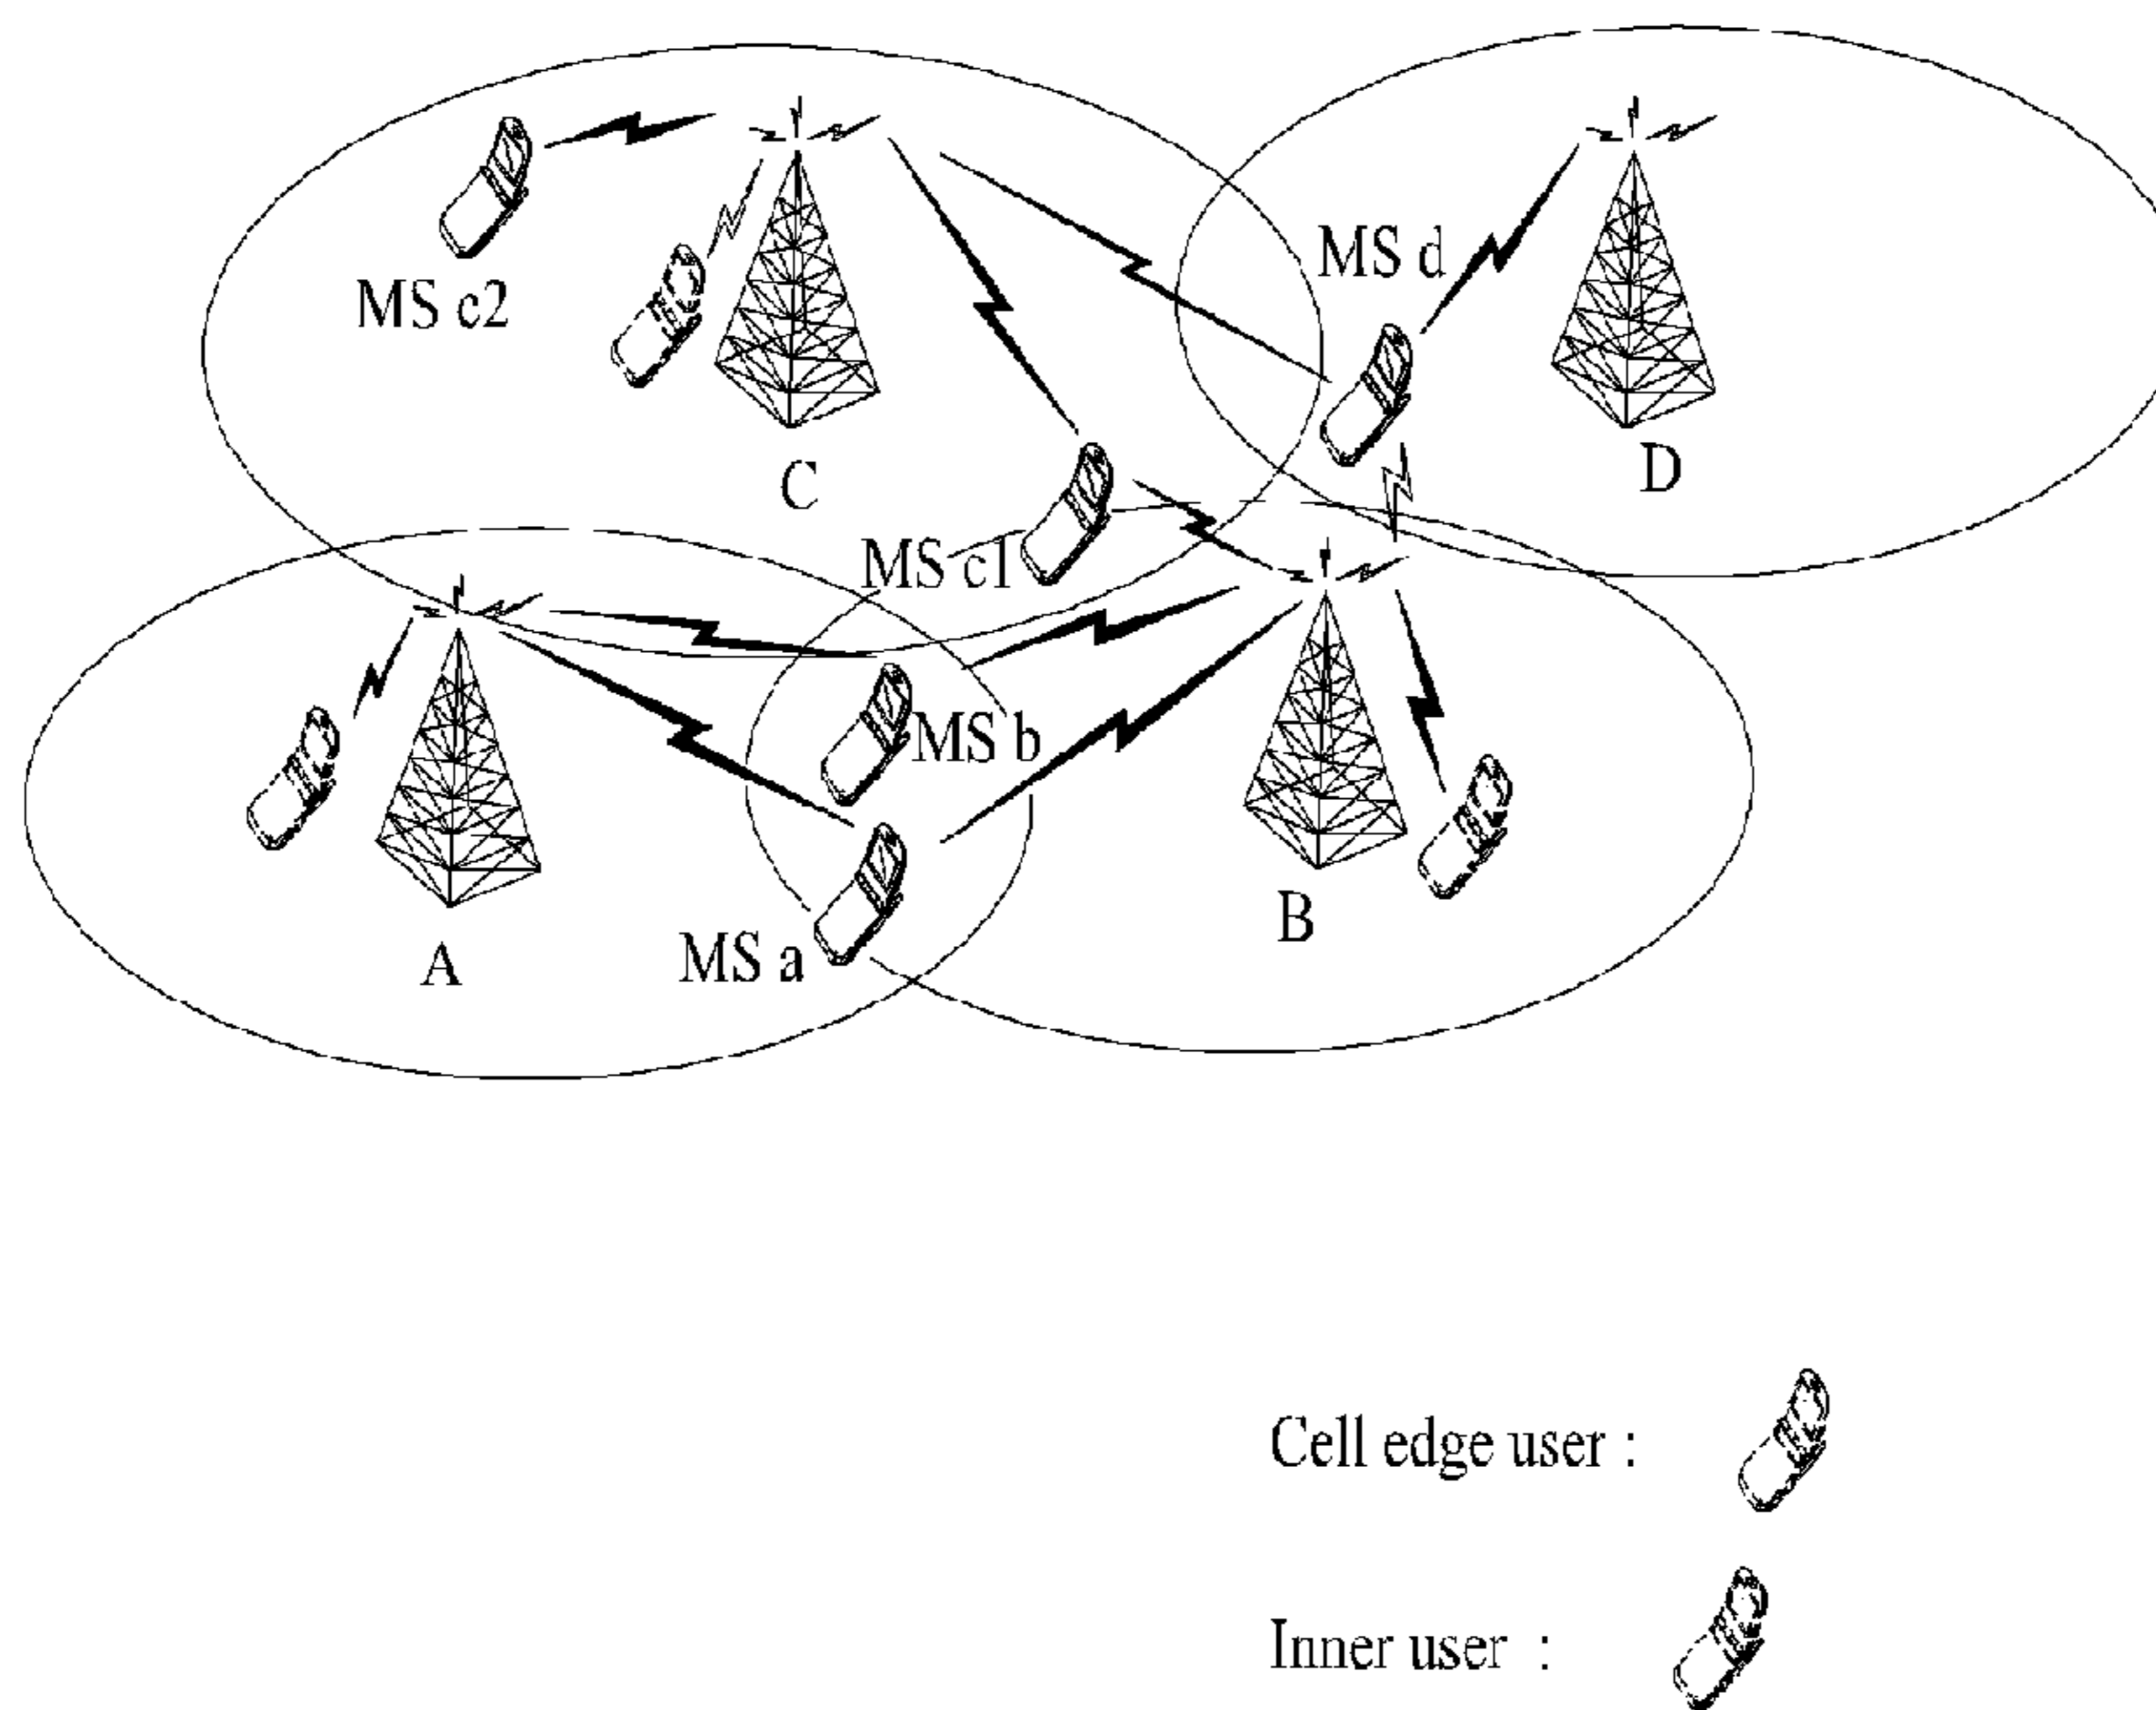 MS d
MS c2
C
D
MS c1
MS b
B
MS a
A
Cell edge user :
Inner user :